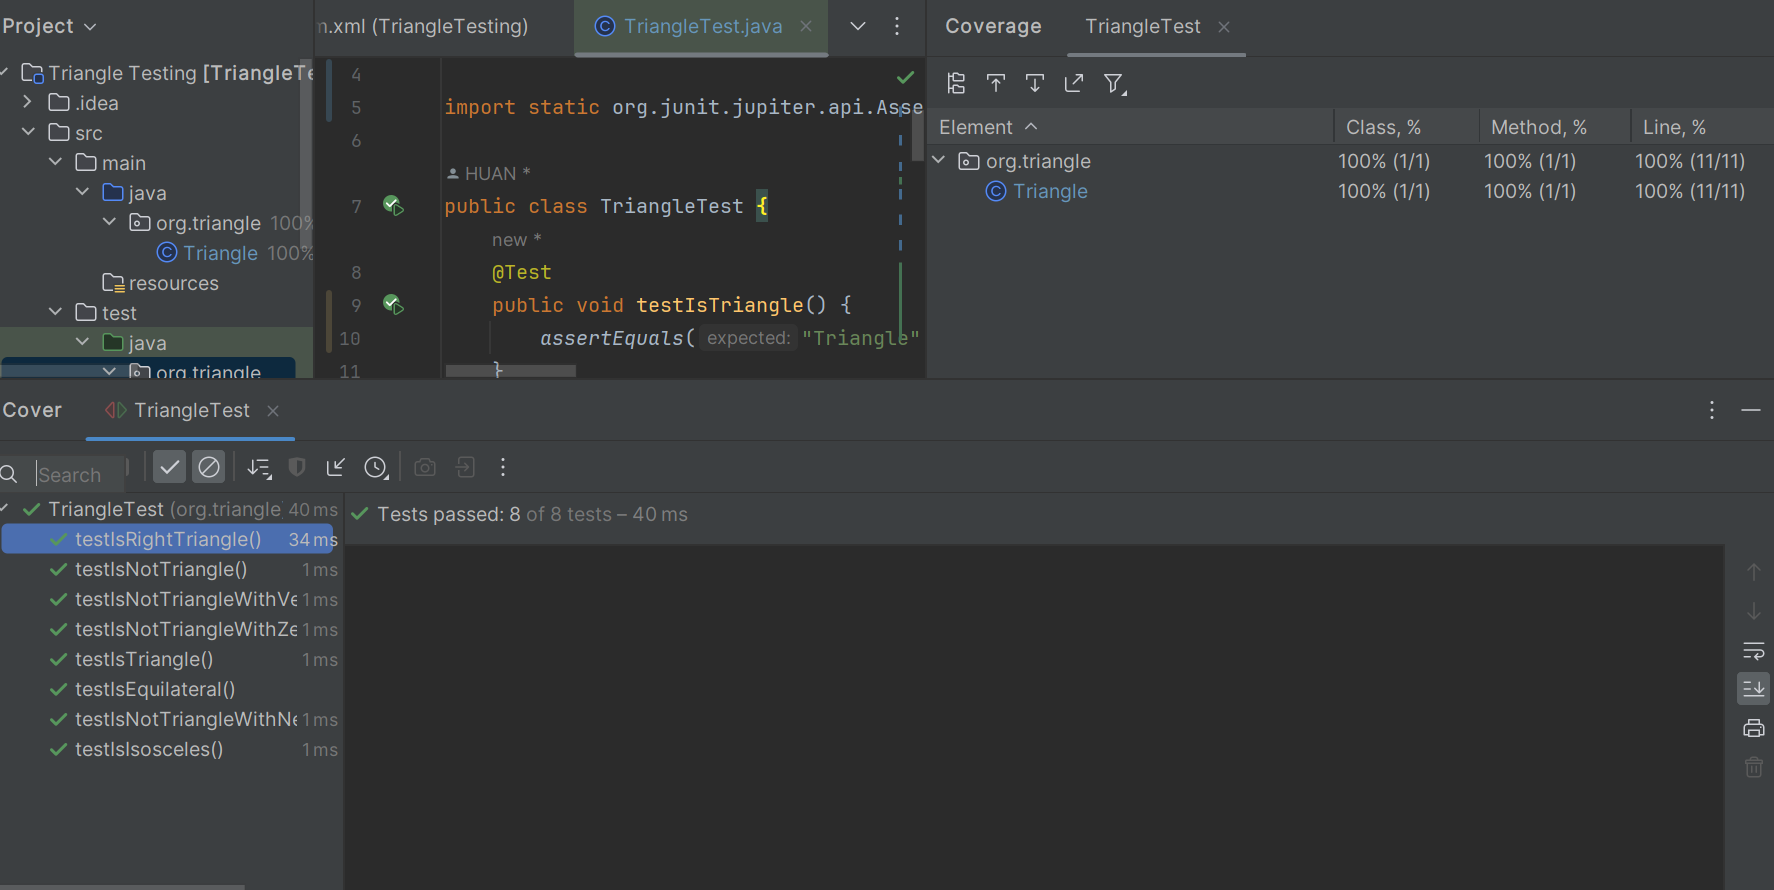 Project
m.xml (TriangleTesting)
TriangleTest.java
Coverage
TriangleTest
Triangle Testing [TriangleTe
.idea
src
main
java
org.triangle 100%
Triangle 100%
resources
test
java
org.triangle
4
5 import static org.junit.jupiter.api.Asse
6
HUAN *
7 public class TriangleTest {
new *
8 @Test
9 public void testIsTriangle() {
10 assertEquals( expected: "Triangle"
11 }
Element Class, % Method, % Line, %
org.triangle 100% (1/1) 100% (1/1) 100% (11/11)
Triangle 100% (1/1) 100% (1/1) 100% (11/11)
Cover TriangleTest
Search
TriangleTest (org.triangle 40 ms
testIsRightTriangle() 34 ms
testIsNotTriangle() 1 ms
testIsNotTriangleWithVe 1 ms
testIsNotTriangleWithZe 1 ms
testIsTriangle() 1 ms
testIsEquilateral()
testIsNotTriangleWithNe 1 ms
testIsIsosceles() 1 ms
Tests passed: 8 of 8 tests – 40 ms